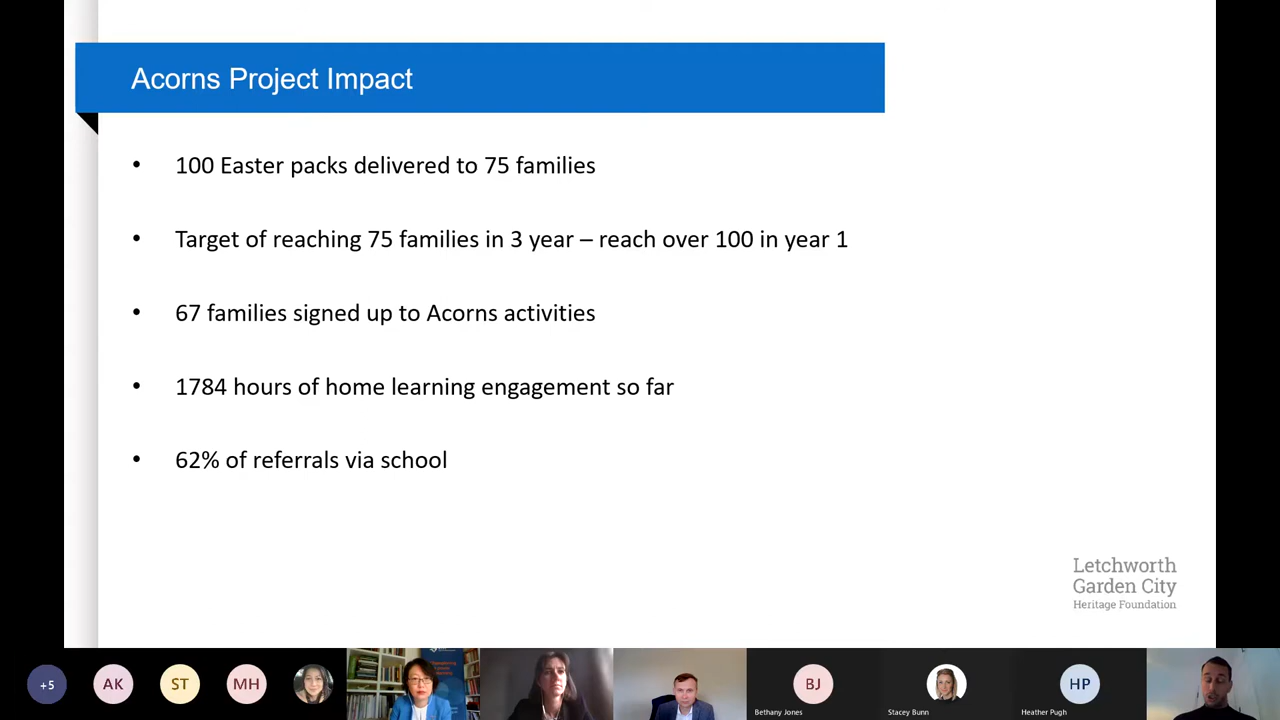 Acorns Project Impact
• 100 Easter packs delivered to 75 families
• Target of reaching 75 families in 3 year – reach over 100 in year 1
• 67 families signed up to Acorns activities
• 1784 hours of home learning engagement so far
• 62% of referrals via school
Letchworth
Garden City
Heritage Foundation
+5
AK
ST
MH
BJ
HP
Bethany Jones
Stacey Bunn
Heather Pugh